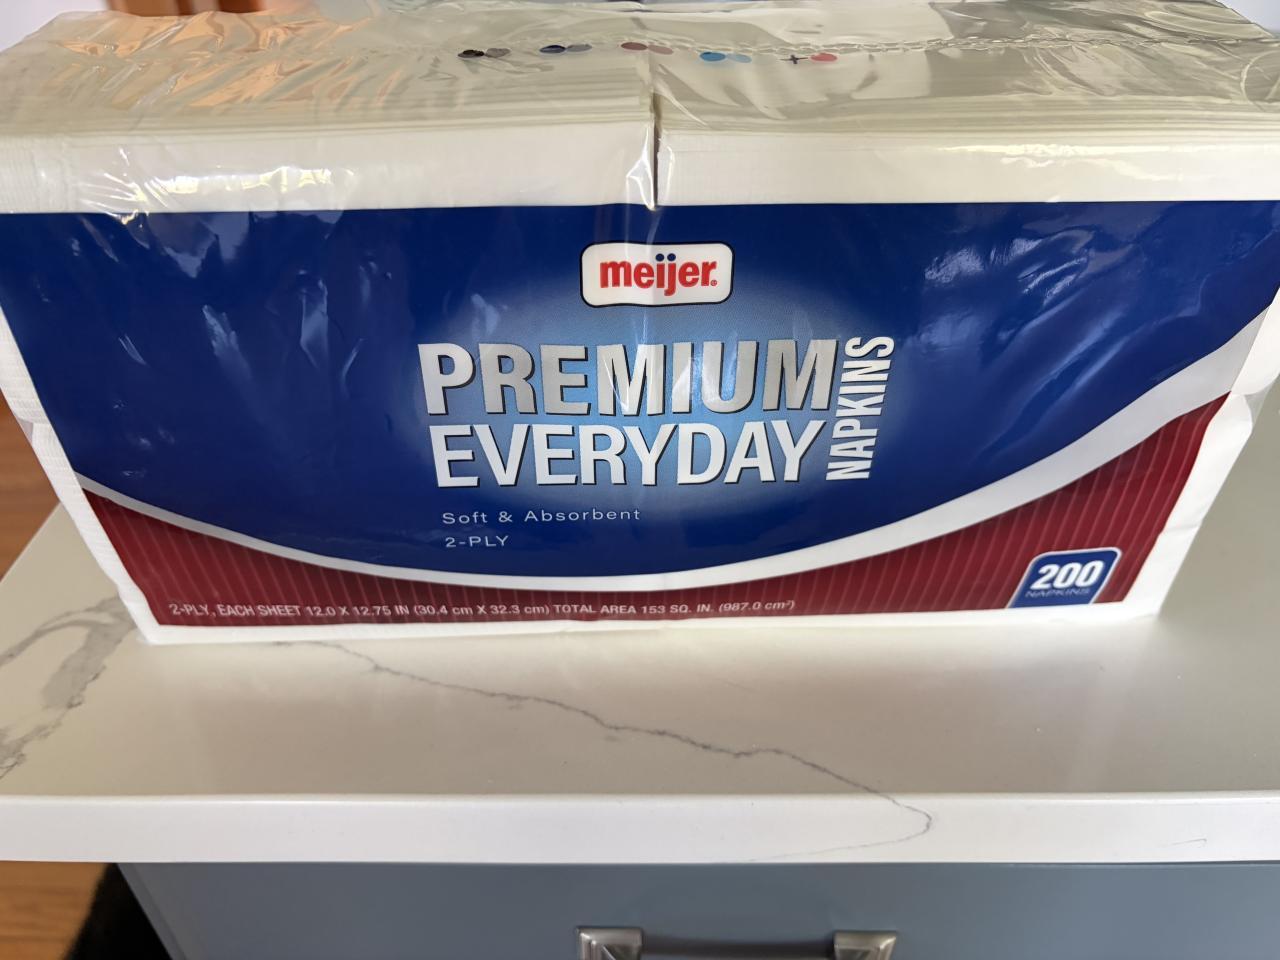 meijer.
PREMIUM
EVERYDAY
NAPKINS
Soft & Absorbent
2-PLY
200
NAPKINS
2-PLY, EACH SHEET 12.0 X 12.75 IN (30.4 cm X 32.3 cm) TOTAL AREA 153 SQ. IN. (987.0 cm²)